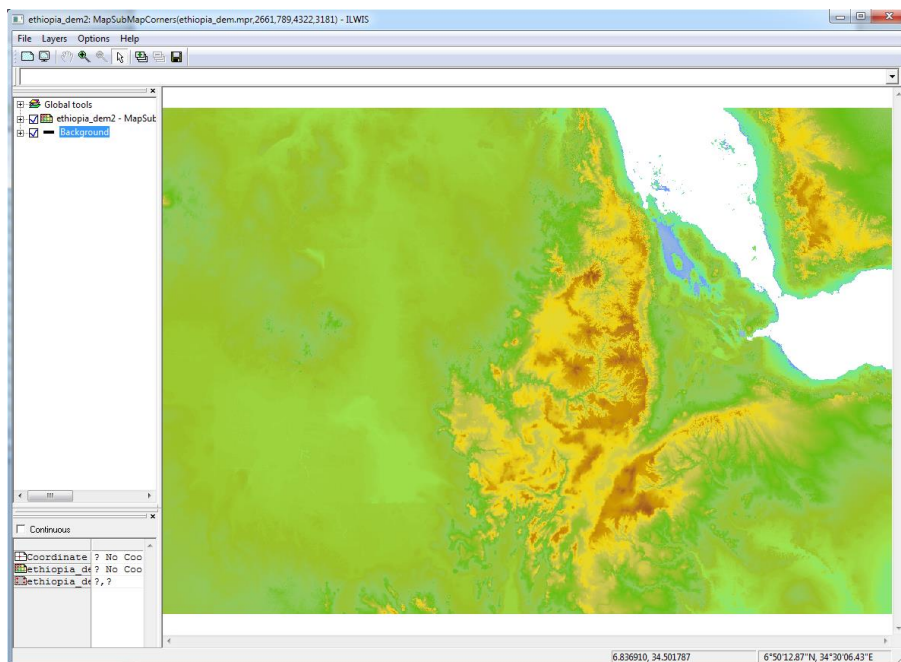 ethiopia_dem2: MapSubMapCorners(ethiopia_dem.mpr,2661,789,4322,3181) - ILWIS
File Layers Options Help
Global tools
ethiopia_dem2 - MapSub
Background
Continuous
Coordinate ? No Coo
ethiopia_de ? No Coo
ethiopia_de ?,?
6.836910, 34.501787 6°50'12.87"N, 34°30'06.43"E